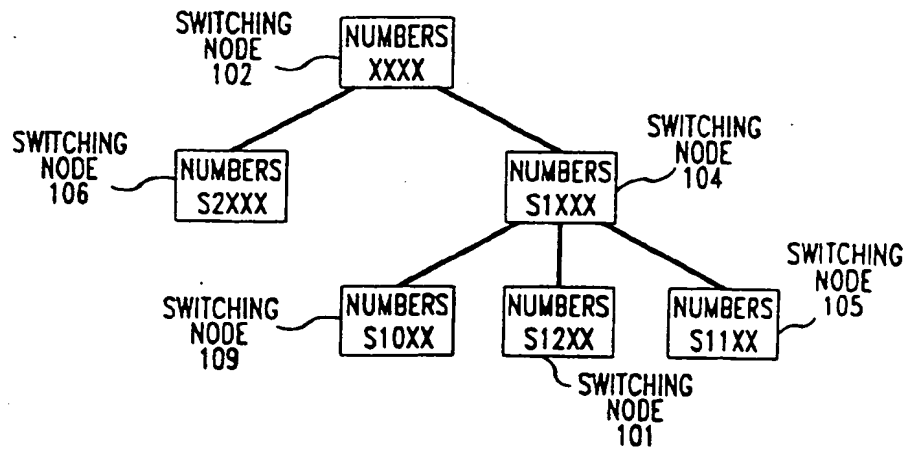 SWITCHING
NODE
102
NUMBERS
XXXX
SWITCHING
NODE
106
NUMBERS
S2XXX
NUMBERS
S1XXX
SWITCHING
NODE
104
SWITCHING
NODE
109
NUMBERS
S10XX
NUMBERS
S12XX
NUMBERS
S11XX
SWITCHING
NODE
105
SWITCHING
NODE
101